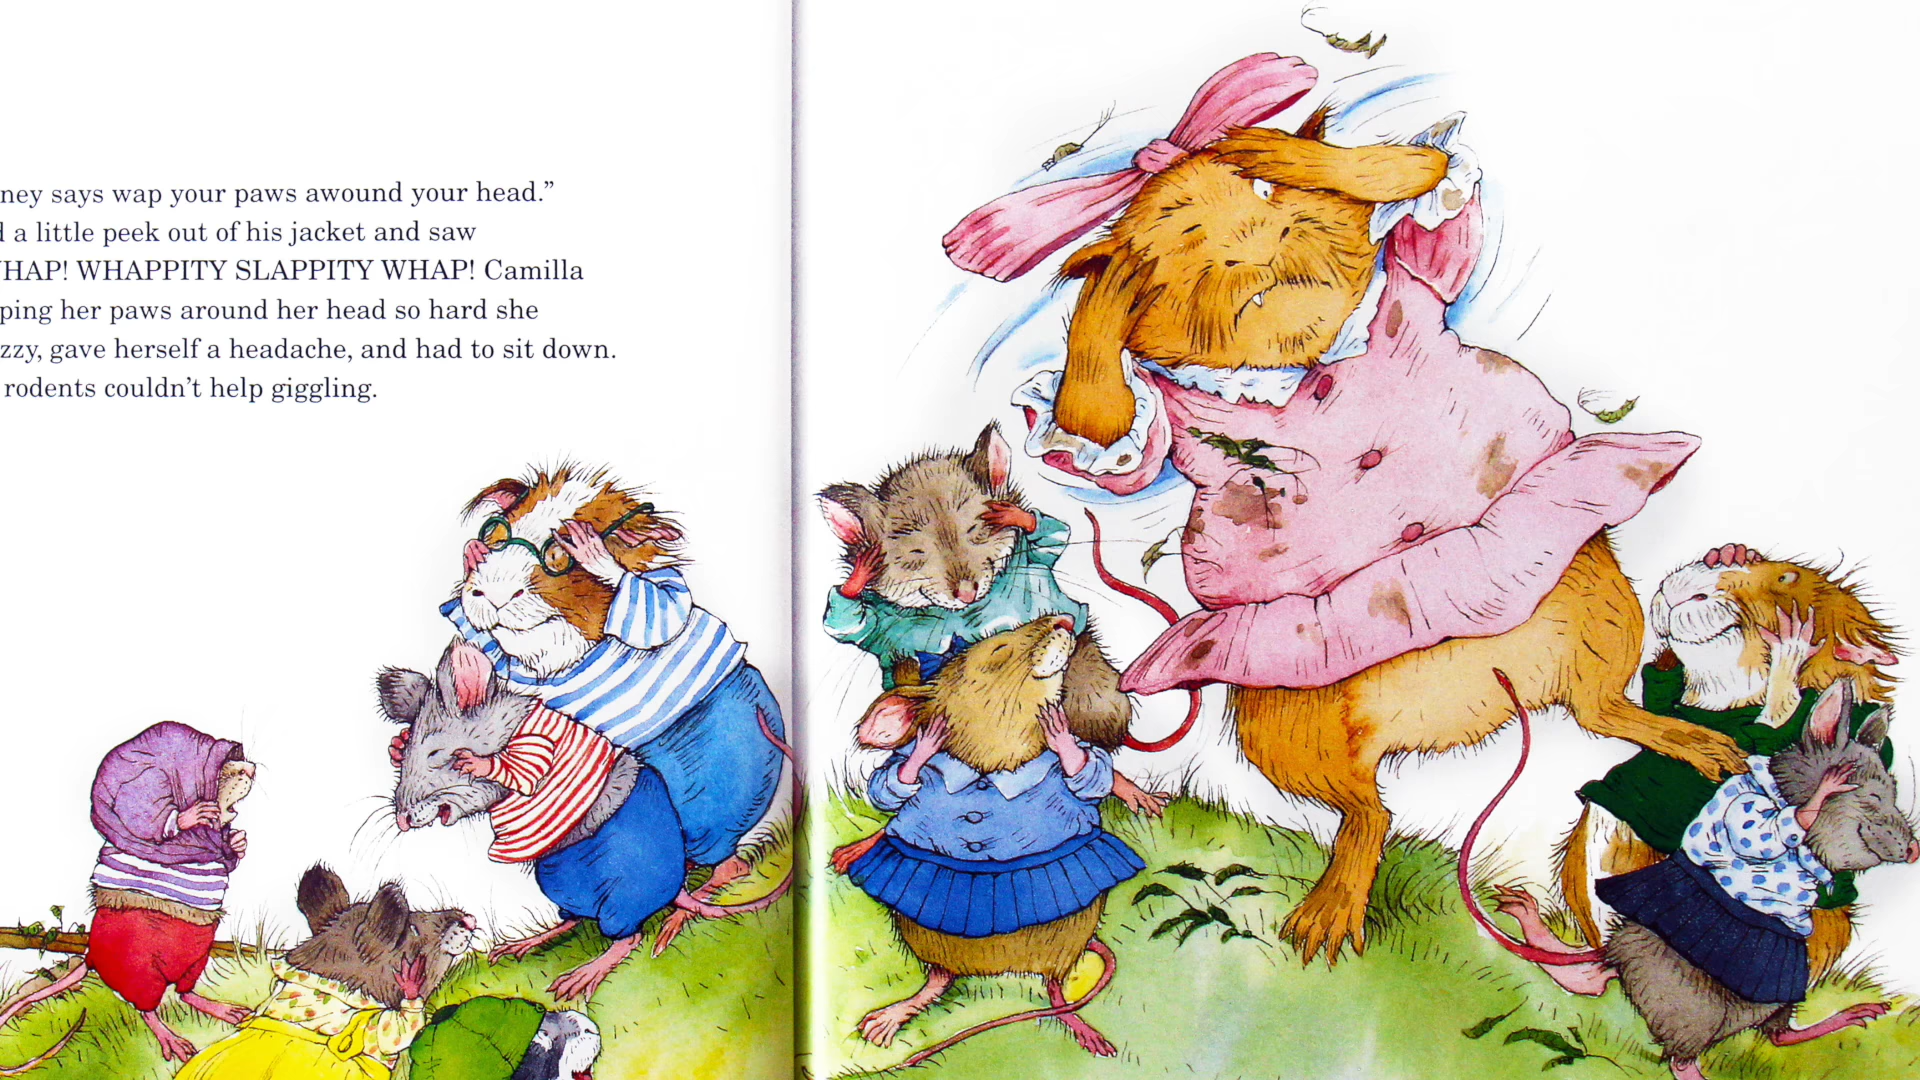 ney says wap your paws awound your head.”
a little peek out of his jacket and saw
HAP! WHAPPITY SLAPPITY WHAP! Camilla
ping her paws around her head so hard she
zzy, gave herself a headache, and had to sit down.
rodents couldn’t help giggling.